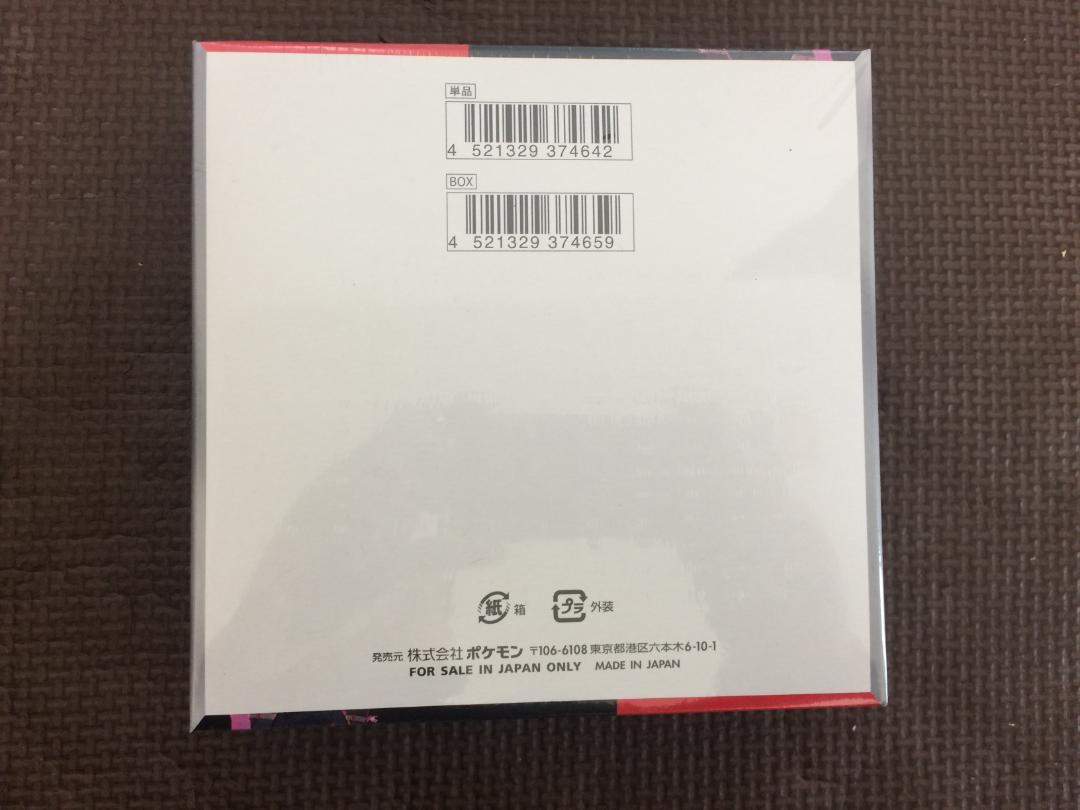 単品
4 521329 374642
BOX
4 521329 374659
紙 箱 プラ 外装
発売元 株式会社 ポケモン 〒106-6108 東京都港区六本木6-10-1
FOR SALE IN JAPAN ONLY MADE IN JAPAN